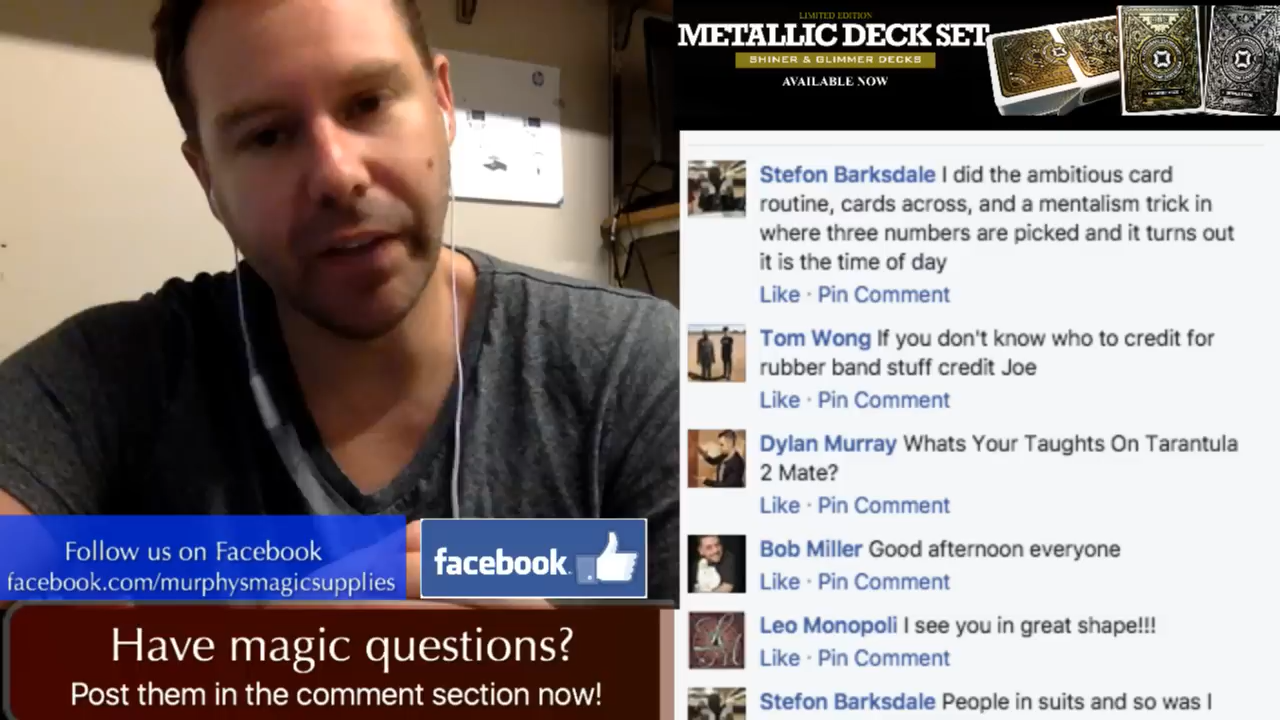 LIMITED EDITION
METALLIC DECK SET
SHINER & GLIMMER DECKS
AVAILABLE NOW
Stefon Barksdale I did the ambitious card
routine, cards across, and a mentalism trick in
where three numbers are picked and it turns out
it is the time of day
Like · Pin Comment
Tom Wong If you don't know who to credit for
rubber band stuff credit Joe
Like · Pin Comment
Dylan Murray Whats Your Taughts On Tarantula
2 Mate?
Like · Pin Comment
Bob Miller Good afternoon everyone
Like · Pin Comment
Leo Monopoli I see you in great shape!!!
Like · Pin Comment
Stefon Barksdale People in suits and so was I
Follow us on Facebook
facebook.com/murphysmagicsupplies
facebook
Have magic questions?
Post them in the comment section now!